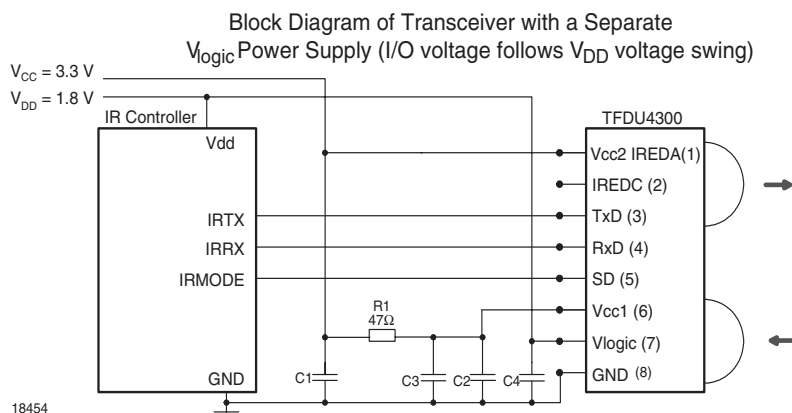 Block Diagram of Transceiver with a Separate
Vlogic Power Supply (I/O voltage follows VDD voltage swing)
VCC = 3.3 V
VDD = 1.8 V
IR Controller
TFDU4300
Vdd
Vcc2 IREDA(1)
IREDC (2)
IRTX
TxD (3)
IRRX
RxD (4)
IRMODE
SD (5)
R1
47Ω
Vcc1 (6)
Vlogic (7)
GND
C1
C3
C2
C4
GND (8)
18454